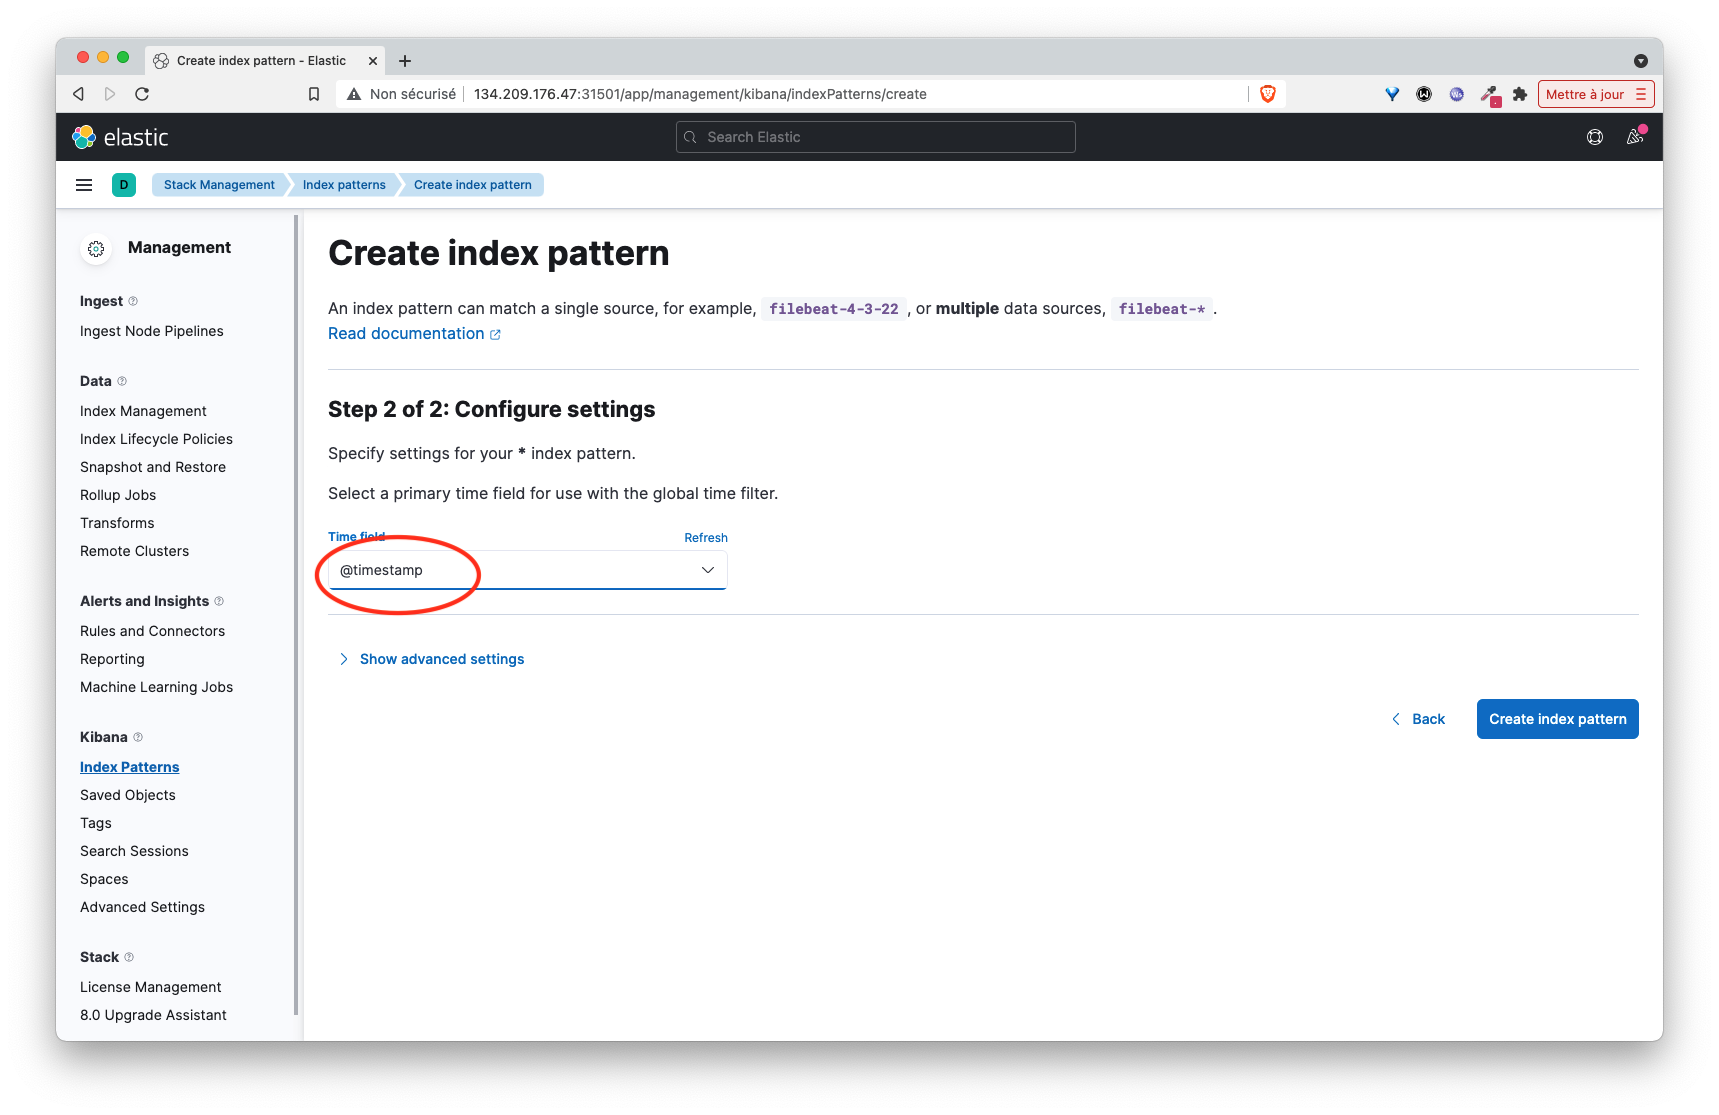 Create index pattern - Elastic
Non sécurisé 134.209.176.47:31501/app/management/kibana/indexPatterns/create
Mettre à jour
elastic
Search Elastic
D
Stack Management
Index patterns
Create index pattern
Management
Ingest
Ingest Node Pipelines
Data
Index Management
Index Lifecycle Policies
Snapshot and Restore
Rollup Jobs
Transforms
Remote Clusters
Alerts and Insights
Rules and Connectors
Reporting
Machine Learning Jobs
Kibana
Index Patterns
Saved Objects
Tags
Search Sessions
Spaces
Advanced Settings
Stack
License Management
8.0 Upgrade Assistant
Create index pattern
An index pattern can match a single source, for example, filebeat-4-3-22 , or multiple data sources, filebeat-* .
Read documentation
Step 2 of 2: Configure settings
Specify settings for your * index pattern.
Select a primary time field for use with the global time filter.
Time field
Refresh
@timestamp
Show advanced settings
Back
Create index pattern